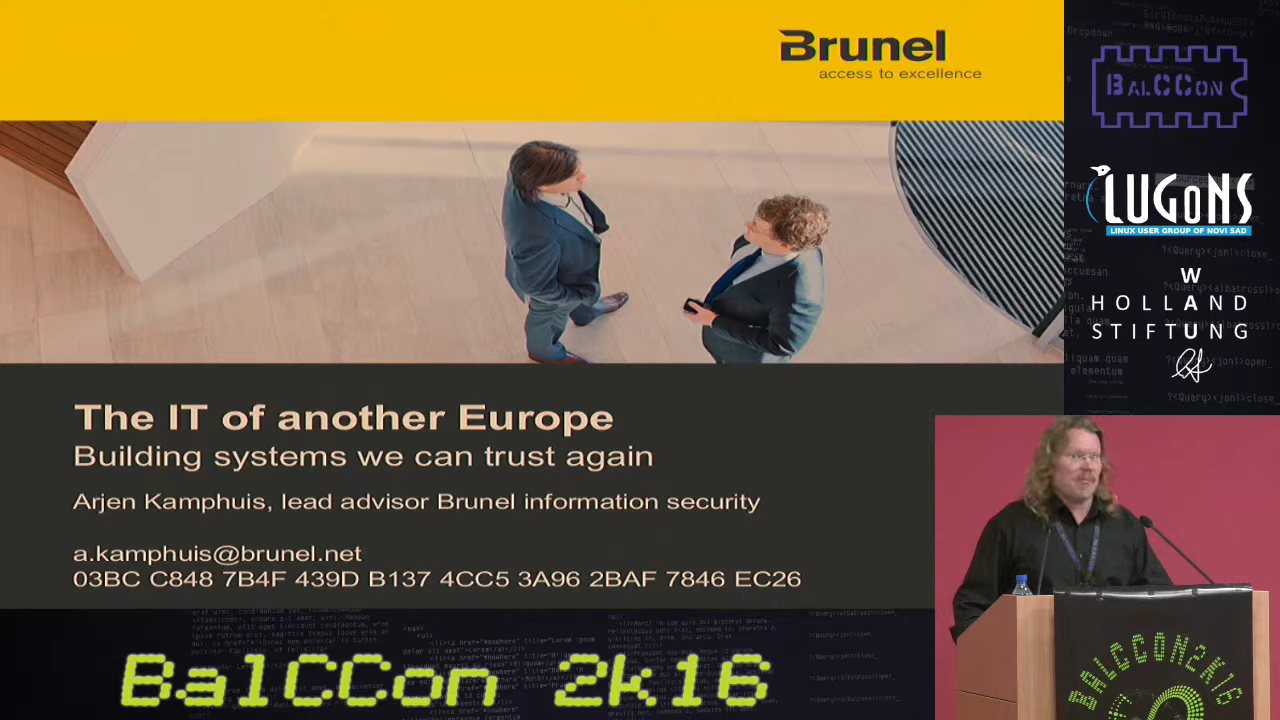 Brunel
access to excellence
BALCCON
LUGoNS
LINUX USER GROUP OF NOVI SAD
W
HOLLAND
STIFTUNG
The IT of another Europe
Building systems we can trust again
Arjen Kamphuis, lead advisor Brunel information security
a.kamphuis@brunel.net
03BC C848 7B4F 439D B137 4CC5 3A96 2BAF 7846 EC26
BalCCon 2k16
BALCCON2K16